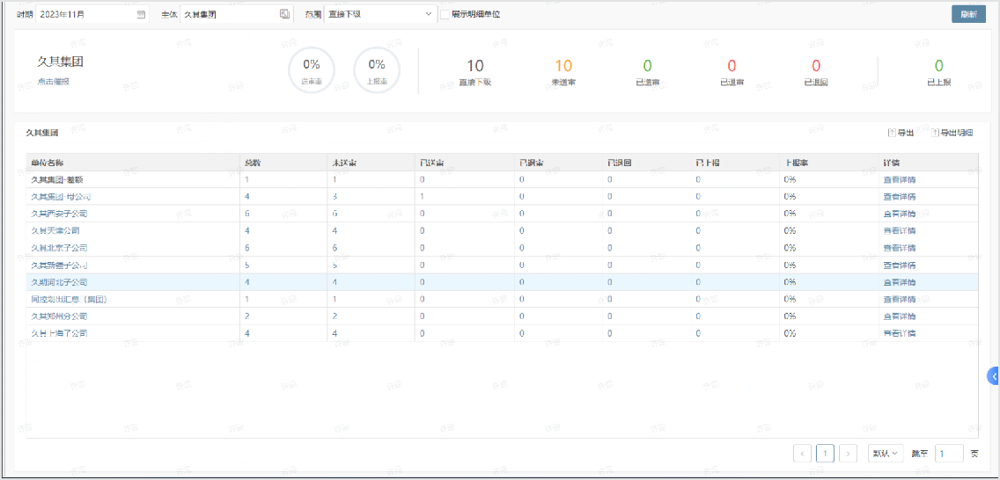 时期 2023年11月 主体 久其集团 范围 直接下级 展示明细单位 刷新
久其集团
点击催报
0% 送审率
0% 上报率
10 直接下级
10 未送审
0 已送审
0 已退审
0 已退回
0 已上报
久其集团 导出 导出明细
单位名称 总数 未送审 已送审 已退审 已退回 已上报 上报率 详情
久其集团-差额 1 1 0 0 0 0 0% 查看详情
久其集团-母公司 4 3 1 0 0 0 0% 查看详情
久其西安子公司 6 6 0 0 0 0 0% 查看详情
久其天津公司 4 4 0 0 0 0 0% 查看详情
久其北京子公司 6 6 0 0 0 0 0% 查看详情
久其新疆子公司 5 5 0 0 0 0 0% 查看详情
久期河北子公司 4 4 0 0 0 0 0% 查看详情
同控划出汇总（集团） 1 1 0 0 0 0 0% 查看详情
久其郑州分公司 2 2 0 0 0 0 0% 查看详情
久其上海子公司 4 4 0 0 0 0 0% 查看详情
1 默认 跳至 1 页